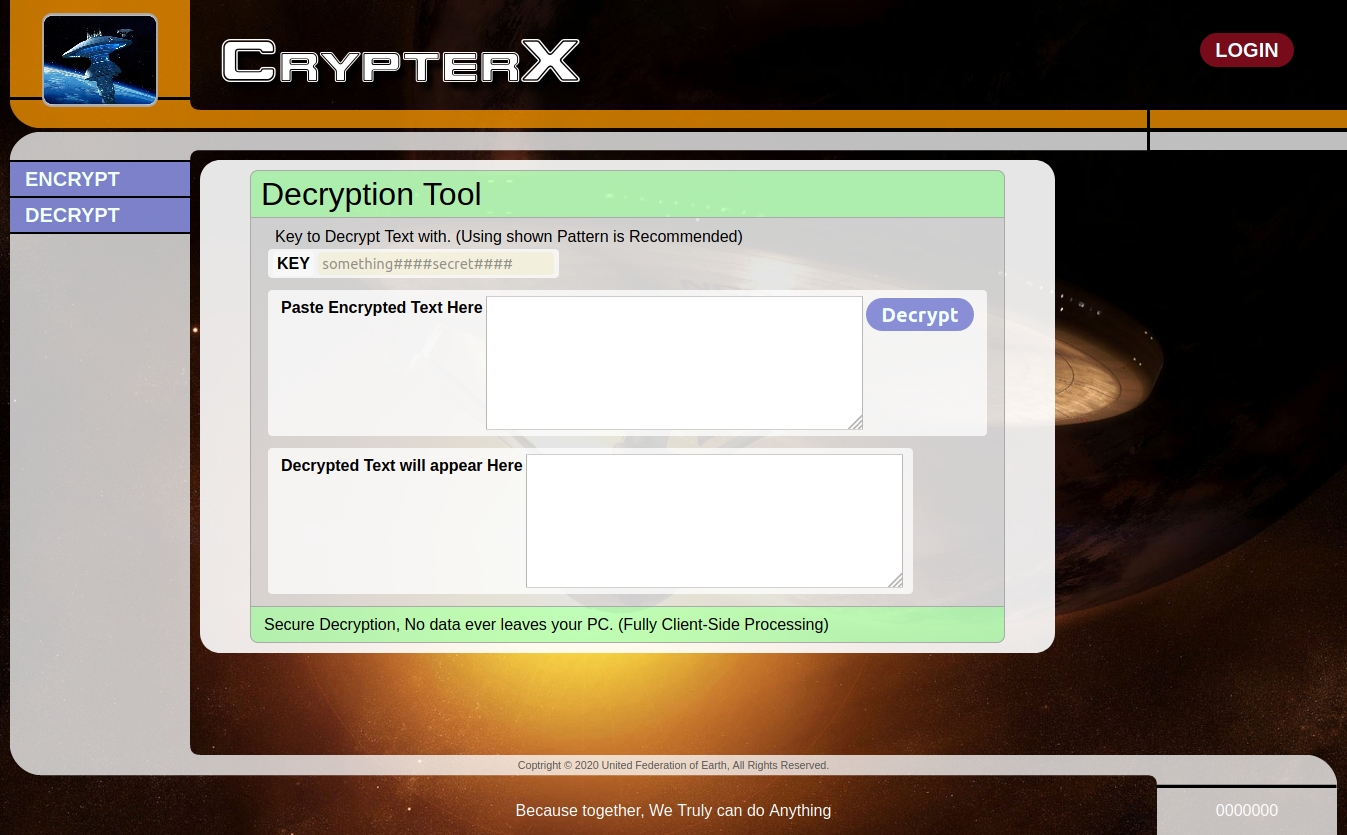 CRYPTERX
LOGIN
ENCRYPT
DECRYPT
Decryption Tool
Key to Decrypt Text with. (Using shown Pattern is Recommended)
KEY something####secret####
Paste Encrypted Text Here
Decrypt
Decrypted Text will appear Here
Secure Decryption, No data ever leaves your PC. (Fully Client-Side Processing)
Coptright © 2020 United Federation of Earth, All Rights Reserved.
Because together, We Truly can do Anything
0000000